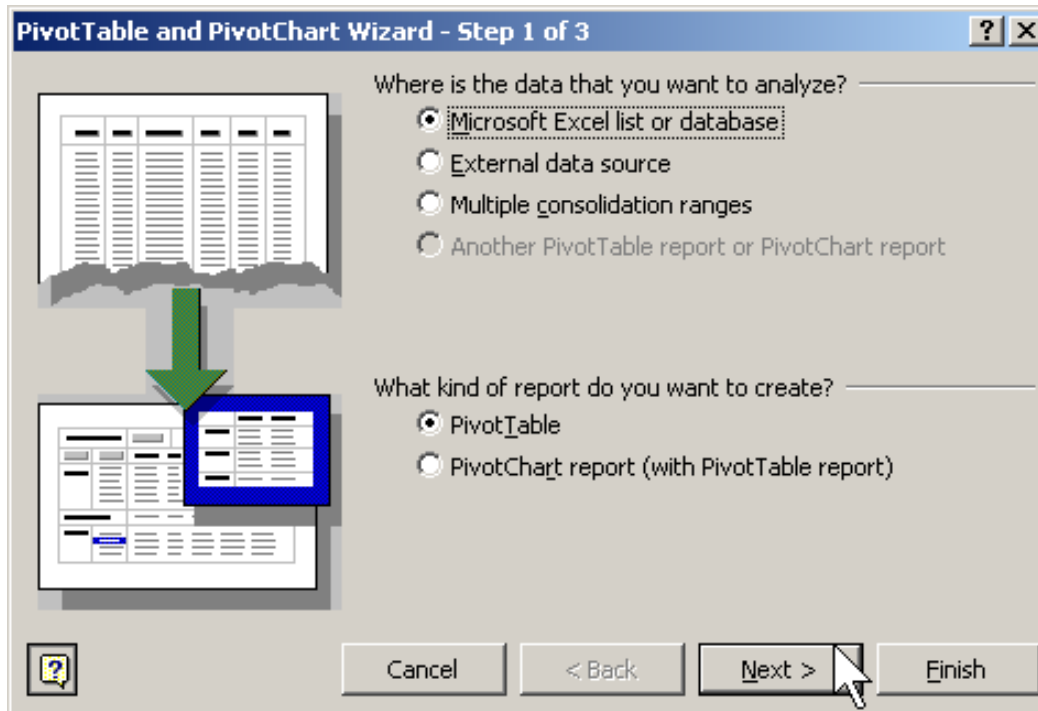 PivotTable and PivotChart Wizard - Step 1 of 3
Where is the data that you want to analyze?
Microsoft Excel list or database
External data source
Multiple consolidation ranges
Another PivotTable report or PivotChart report
What kind of report do you want to create?
PivotTable
PivotChart report (with PivotTable report)
Cancel
< Back
Next >
Finish